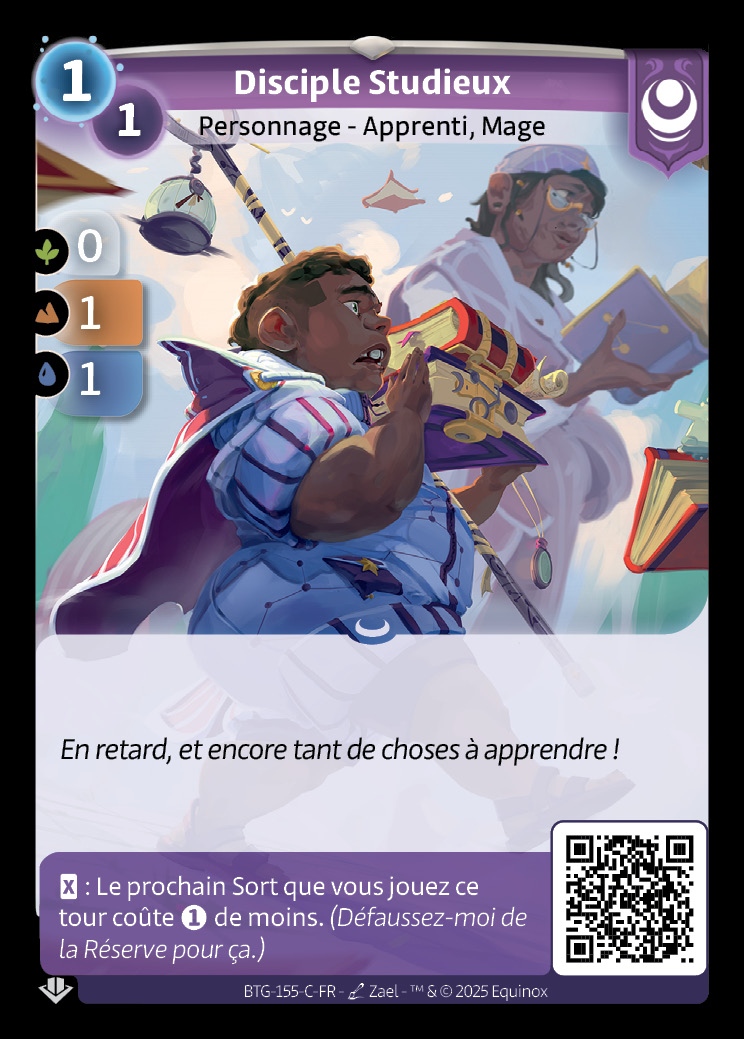 1
Disciple Studieux
1
Personnage - Apprenti, Mage
0
1
1
En retard, et encore tant de choses à apprendre !
X : Le prochain Sort que vous jouez ce
tour coûte 1 de moins. (Défaussez-moi de
la Réserve pour ça.)
BTG-155-C-FR - Zael - ™ & © 2025 Equinox